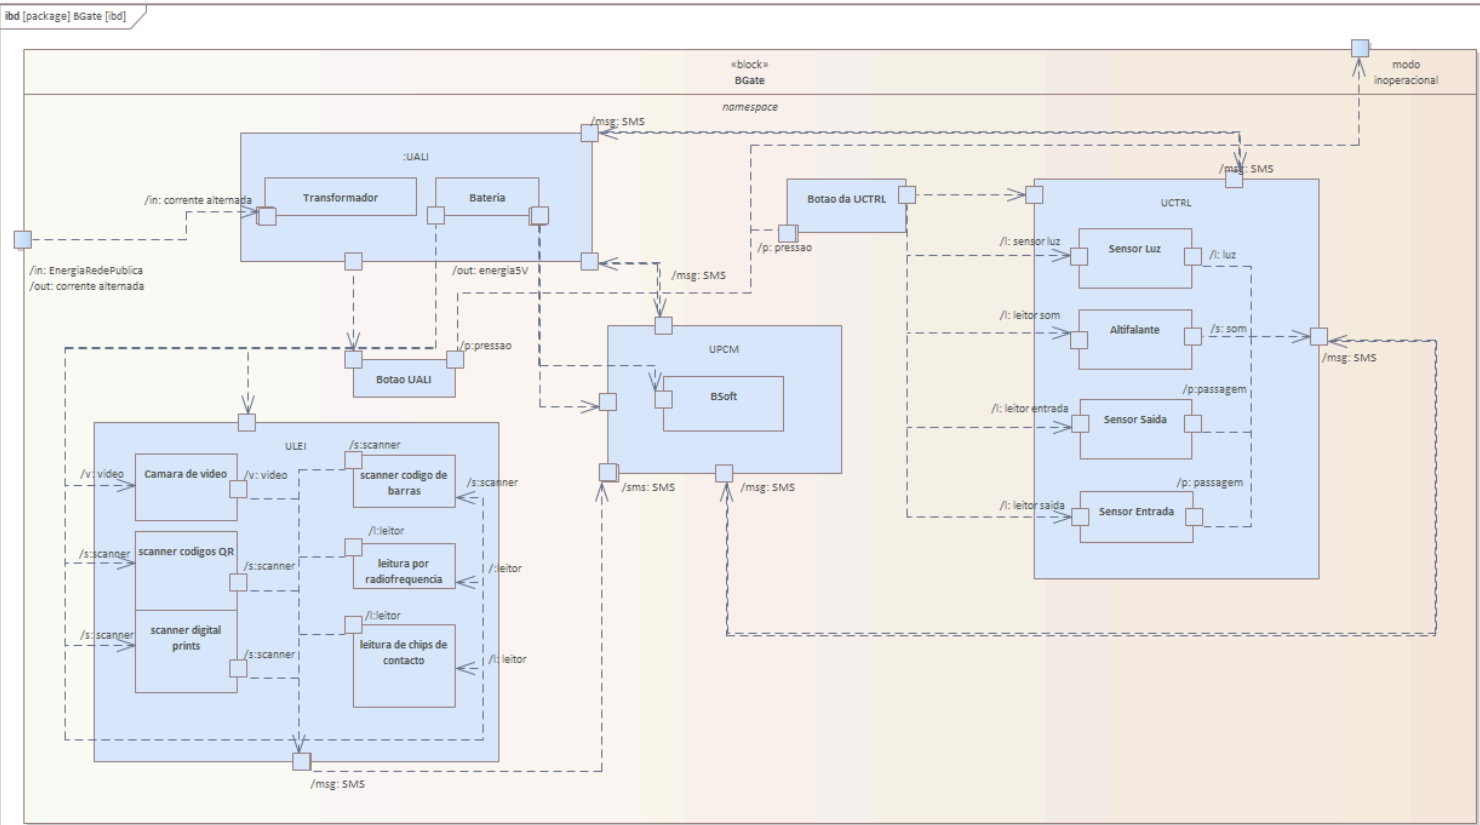 ibd [package] BGate [ibd]
«block»
BGate
namespace
modo
inoperacional
/msg: SMS
:UALI
Transformador
Bateria
/in: corrente alternada
/in: EnergiaRedePublica
/out: corrente alternada
/out: energia5V
/msg: SMS
Botao da UCTRL
/p: pressao
/msg: SMS
UCTRL
/l: sensor luz
Sensor Luz
/l: luz
/l: leitor som
Altifalante
/s: som
/msg: SMS
/l: leitor entrada
Sensor Saida
/p:passagem
/l: leitor saida
Sensor Entrada
/p: passagem
/p:pressao
Botao UALI
UPCM
BSoft
/sms: SMS
/msg: SMS
ULEI
/v: video
Camara de video
/v: video
/s:scanner
scanner codigo de
barras
/s:scanner
/s:scanner
scanner codigos QR
/s:scanner
/l:leitor
leitura por
radiofrequencia
/:leitor
/s: scanner
scanner digital
prints
/s:scanner
/l:leitor
leitura de chips de
contacto
/l: leitor
/msg: SMS